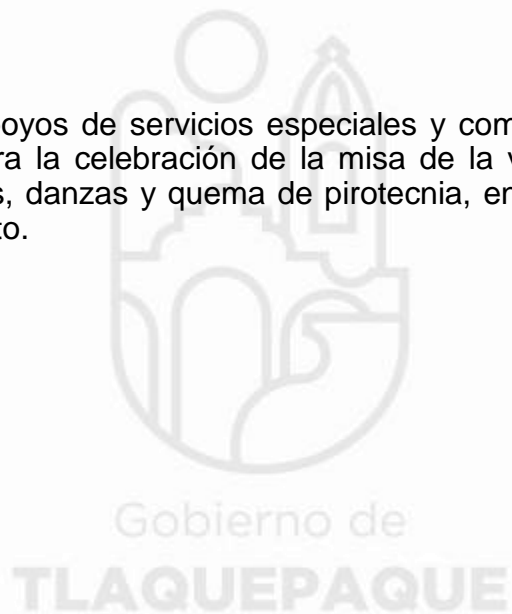 oyos de servicios especiales y com
ra la celebración de la misa de la v
s, danzas y quema de pirotecnia, en
to.
Gobierno de
TLAQUEPAQUE